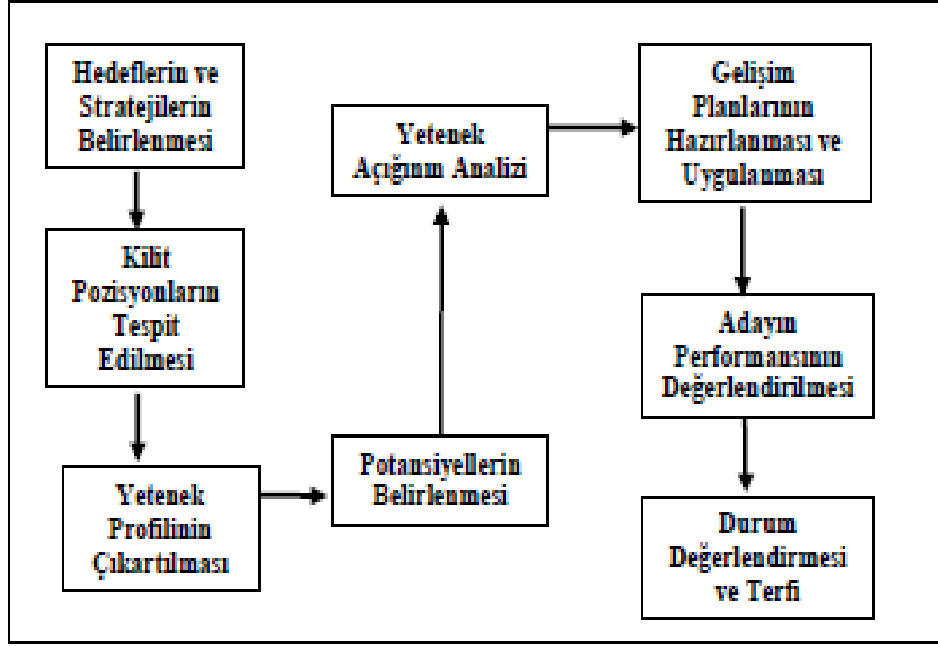 Hedeflerin ve
Stratejilerin
Belirlenmesi
Kilit
Pozisyonların
Tespit
Edilmesi
Yetenek
Profilinin
Çıkartılması
Potansiyellerin
Belirlenmesi
Yetenek
Açığının Analizi
Gelişim
Planlarının
Hazırlanması ve
Uygulanması
Adayın
Performansının
Değerlendirilmesi
Durum
Değerlendirmesi
ve Terfi